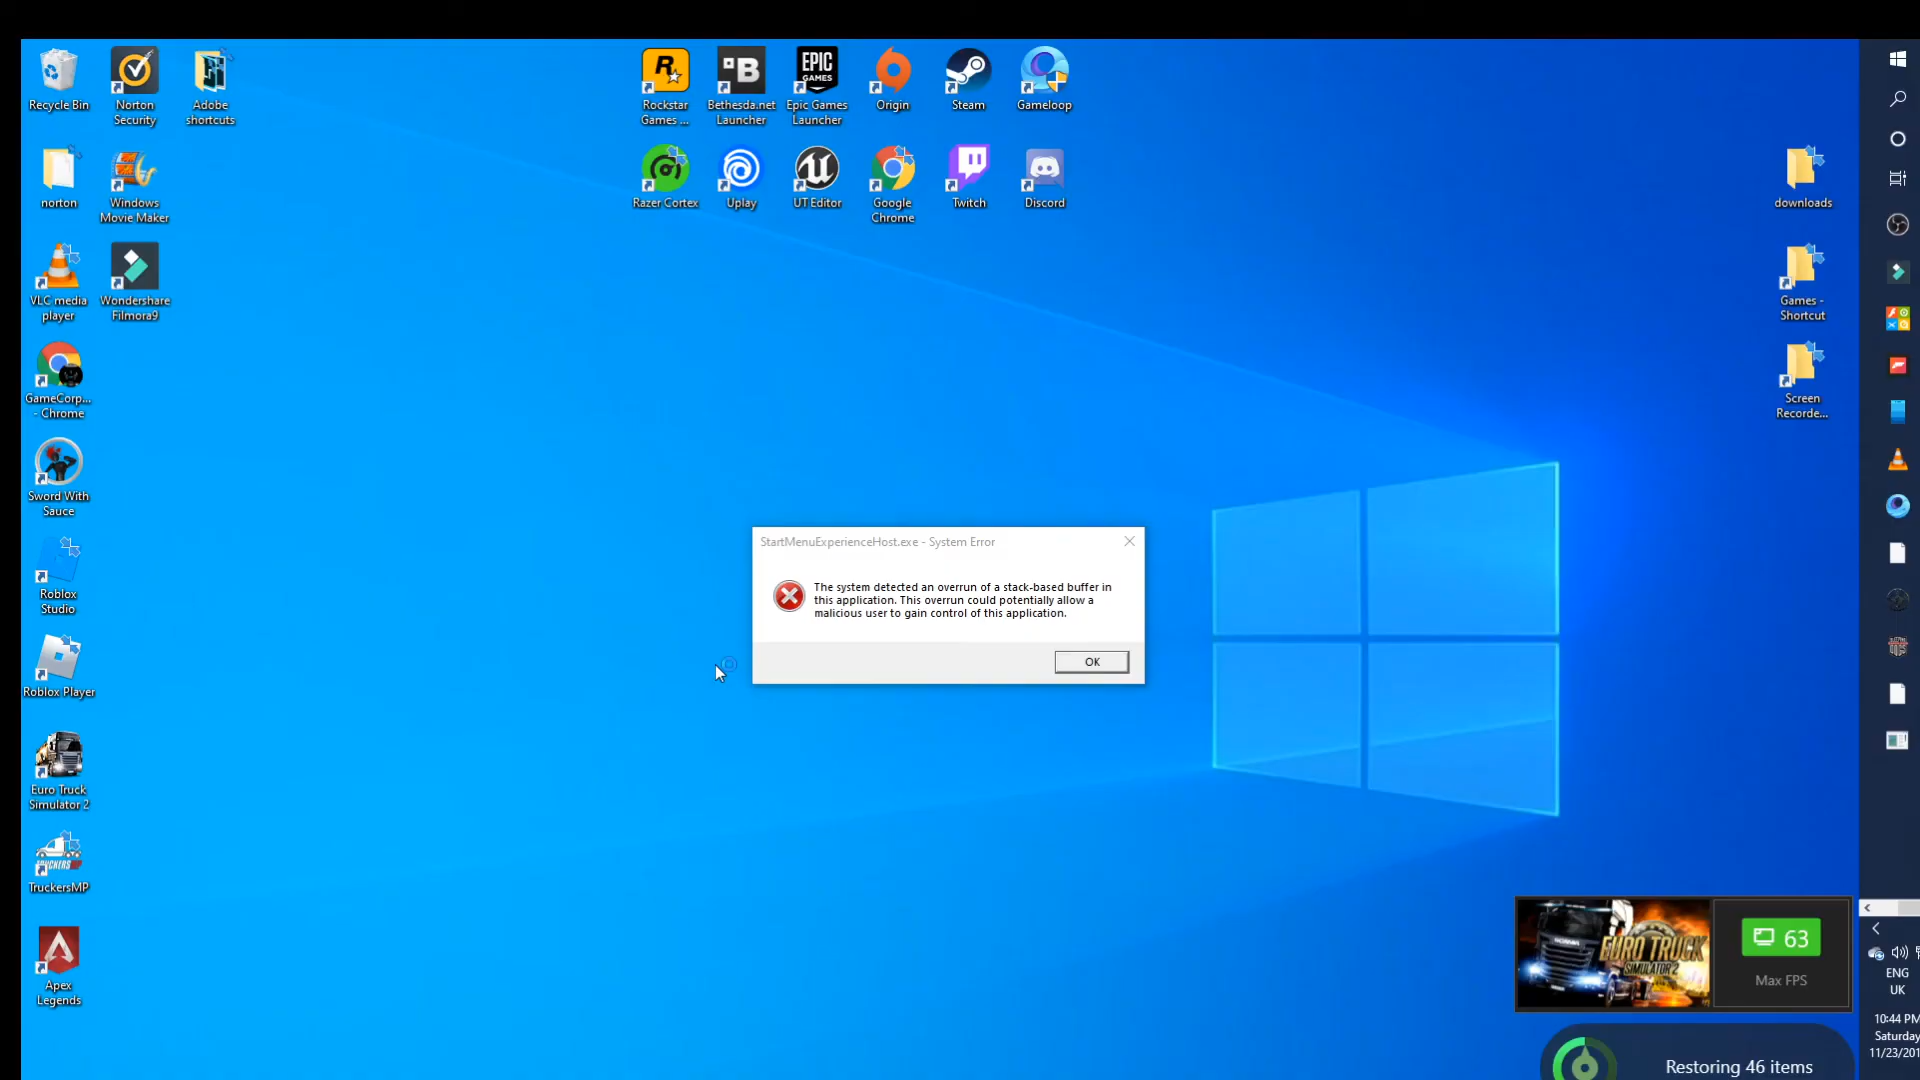 Recycle Bin
Norton
Security
Adobe
shortcuts
Rockstar
Games ...
Bethesda.net
Launcher
EPIC
GAMES
Epic Games
Launcher
Origin
Steam
Gameloop
norton
Windows
Movie Maker
Razer Cortex
Uplay
UT Editor
Google
Chrome
Twitch
Discord
downloads
VLC media
player
Wondershare
Filmora9
Games -
Shortcut
GameCorp...
- Chrome
Screen
Recorde...
Sword With
Sauce
StartMenuExperienceHost.exe - System Error
The system detected an overrun of a stack-based buffer in
this application. This overrun could potentially allow a
malicious user to gain control of this application.
OK
Roblox
Studio
Roblox Player
Euro Truck
Simulator 2
TruckersMP
Apex
Legends
EURO TRUCK
SIMULATOR 2
63
Max FPS
ENG
UK
10:44 PM
Saturday
11/23/201
Restoring 46 items